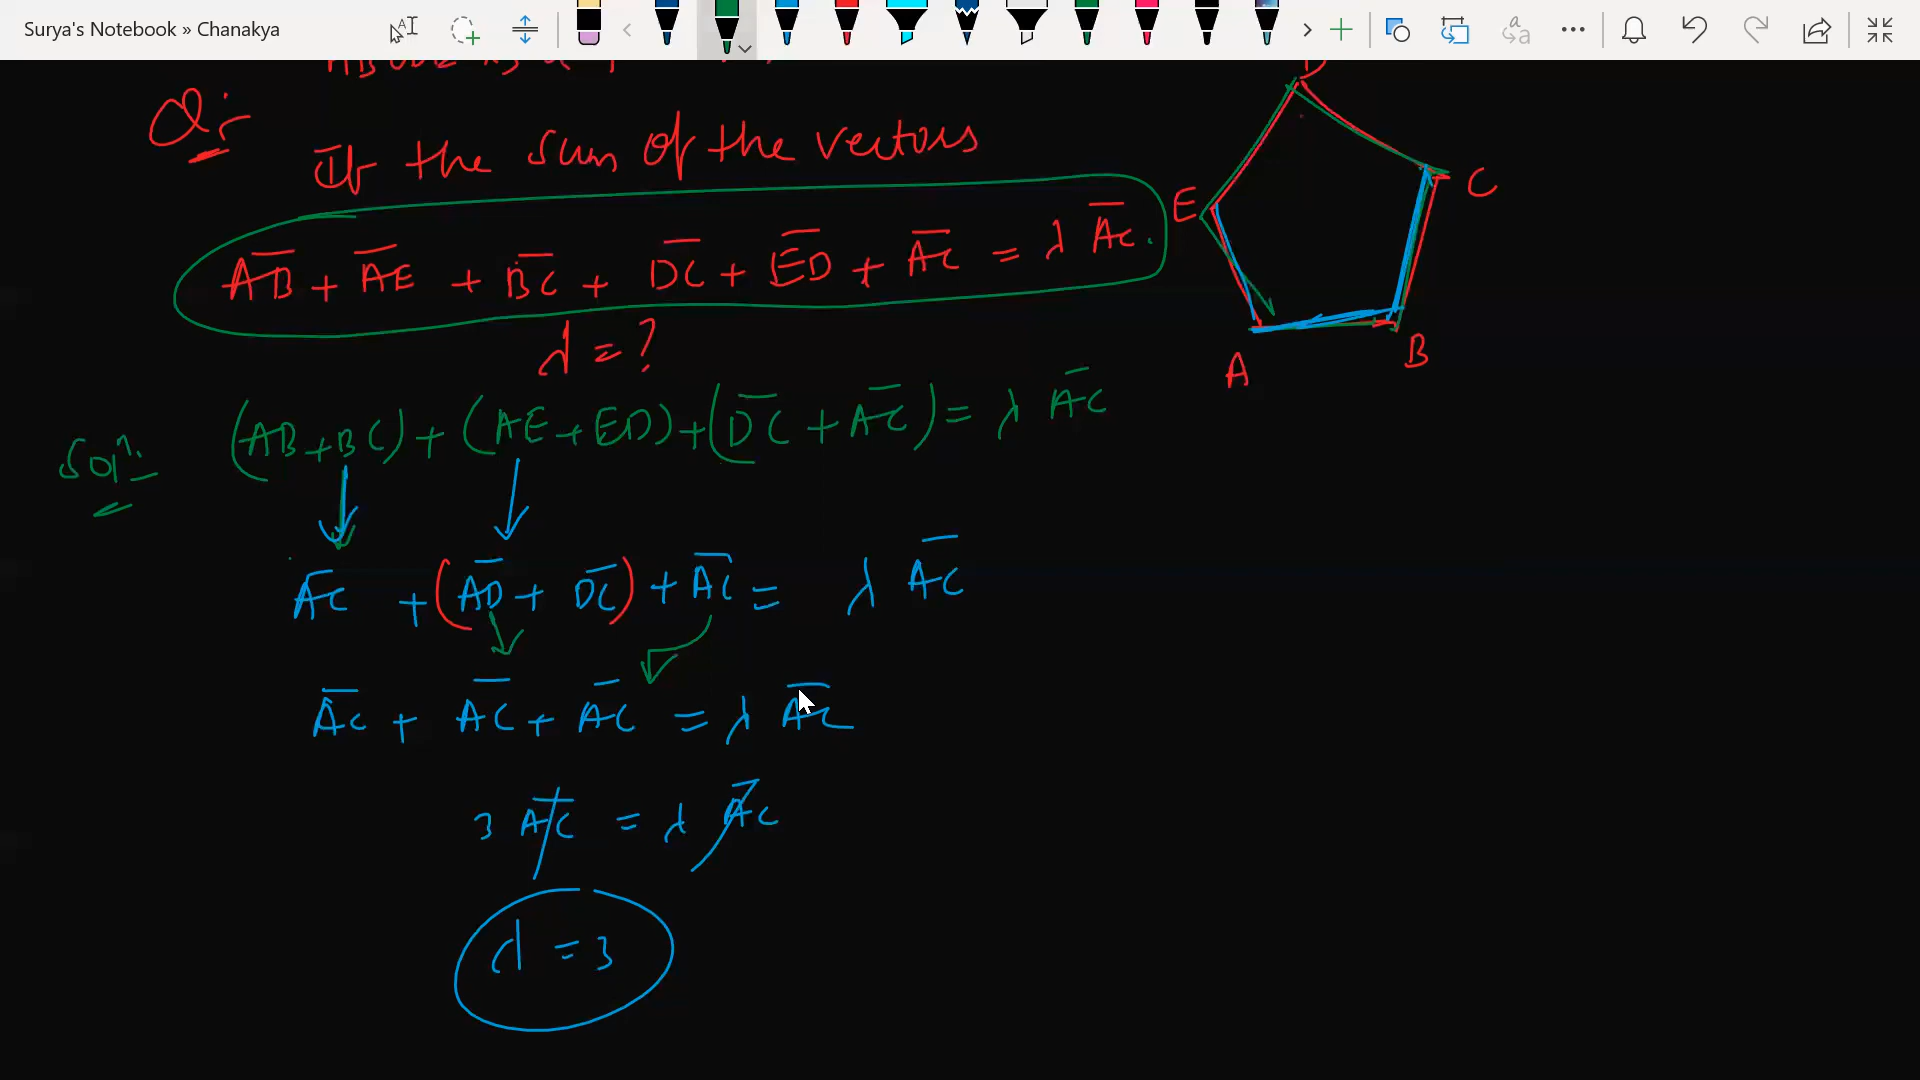 Surya's Notebook » Chanakya
Q:-
If the sum of the vectors
AB + AE + BC + DC + ED + AC = λ AC.
λ = ?
Soln:
(AB + BC) + (AE + ED) + (DC + AC) = λ AC
AC + (AD + DC) + AC = λ AC
AC + AC + AC = λ AC
3 AC = λ AC
λ = 3
D
C
E
B
A